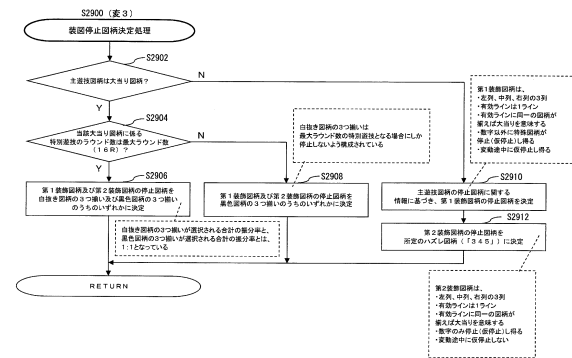 S2900 (変3)
装図停止図柄決定処理
S2902
主遊技図柄は大当り図柄?
N
Y
S2904
当該大当り図柄に係る
特別遊技のラウンド数は最大ラウンド数
(16R)?
N
Y
白抜き図柄の3つ揃いは
最大ラウンド数の特別遊技となる場合にしか
停止しないよう構成されている
第1装飾図柄は、
・左列、中列、右列の3列
・有効ラインは1ライン
・有効ラインに同一の図柄が
揃えば大当りを意味する
・数字以外に特殊図柄が
停止(仮停止)し得る
・変動途中に仮停止し得る
S2906
第1装飾図柄及び第2装飾図柄の停止図柄を
白抜き図柄の3つ揃い及び黒色図柄の3つ揃い
のうちのいずれかに決定
S2908
第1装飾図柄及び第2装飾図柄の停止図柄を
黒色図柄の3つ揃いのうちのいずれかに決定
S2910
主遊技図柄の停止図柄に関する
情報に基づき、第1装飾図柄の停止図柄を決定
S2912
第2装飾図柄の停止図柄を
所定のハズレ図柄(「345」)に決定
白抜き図柄の3つ揃いが選択される合計の振分率と、
黒色図柄の3つ揃いが選択される合計の振分率とは、
1:1となっている
RETURN
第2装飾図柄は、
・左列、中列、右列の3列
・有効ラインは1ライン
・有効ラインに同一の図柄が
揃えば大当りを意味する
・数字のみ停止(仮停止)し得る
・変動途中に仮停止しない